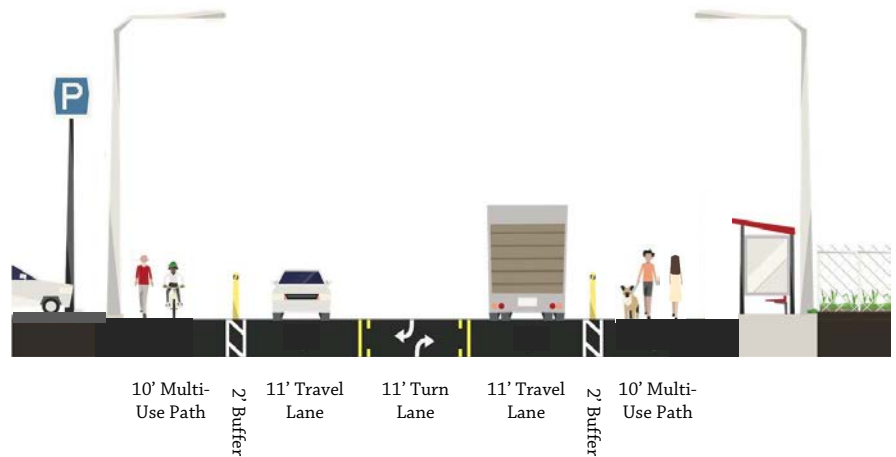 P
10’ Multi-
Use Path
2’ Buffer
11’ Travel
Lane
11’ Turn
Lane
11’ Travel
Lane
2’ Buffer
10’ Multi-
Use Path